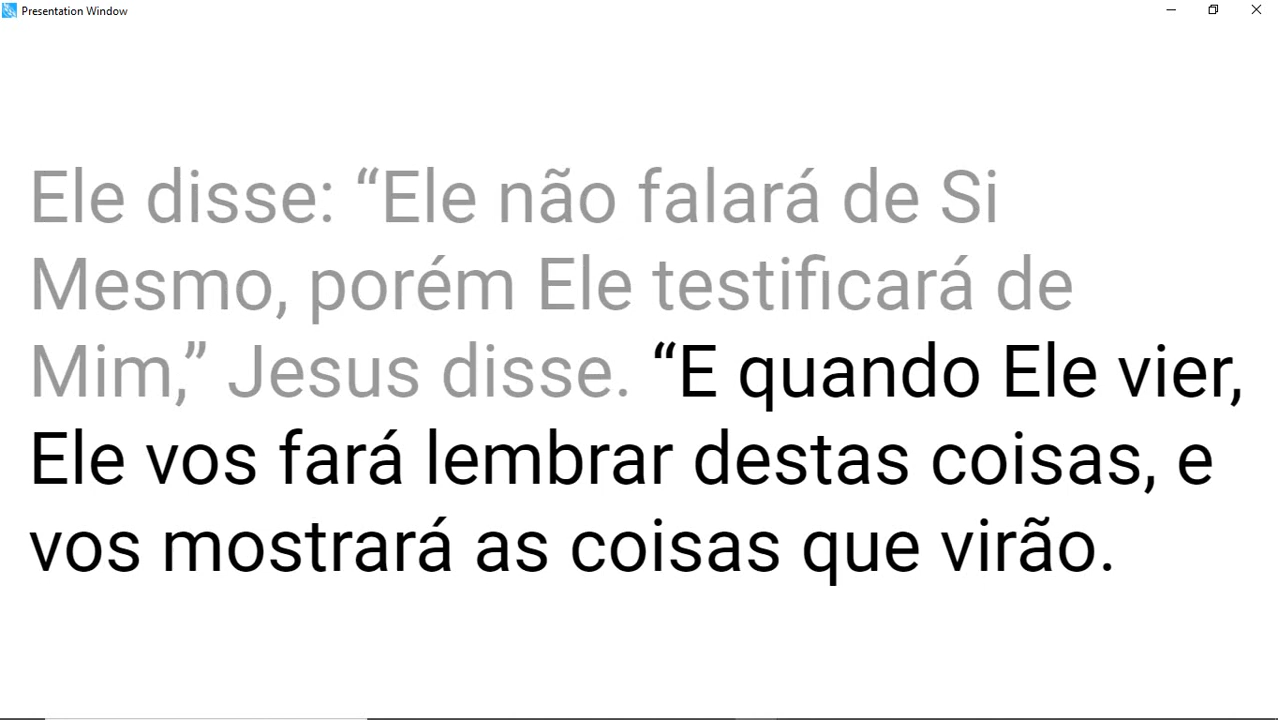 Presentation Window
Ele disse: “Ele não falará de Si
Mesmo, porém Ele testificará de
Mim,” Jesus disse. “E quando Ele vier,
Ele vos fará lembrar destas coisas, e
vos mostrará as coisas que virão.